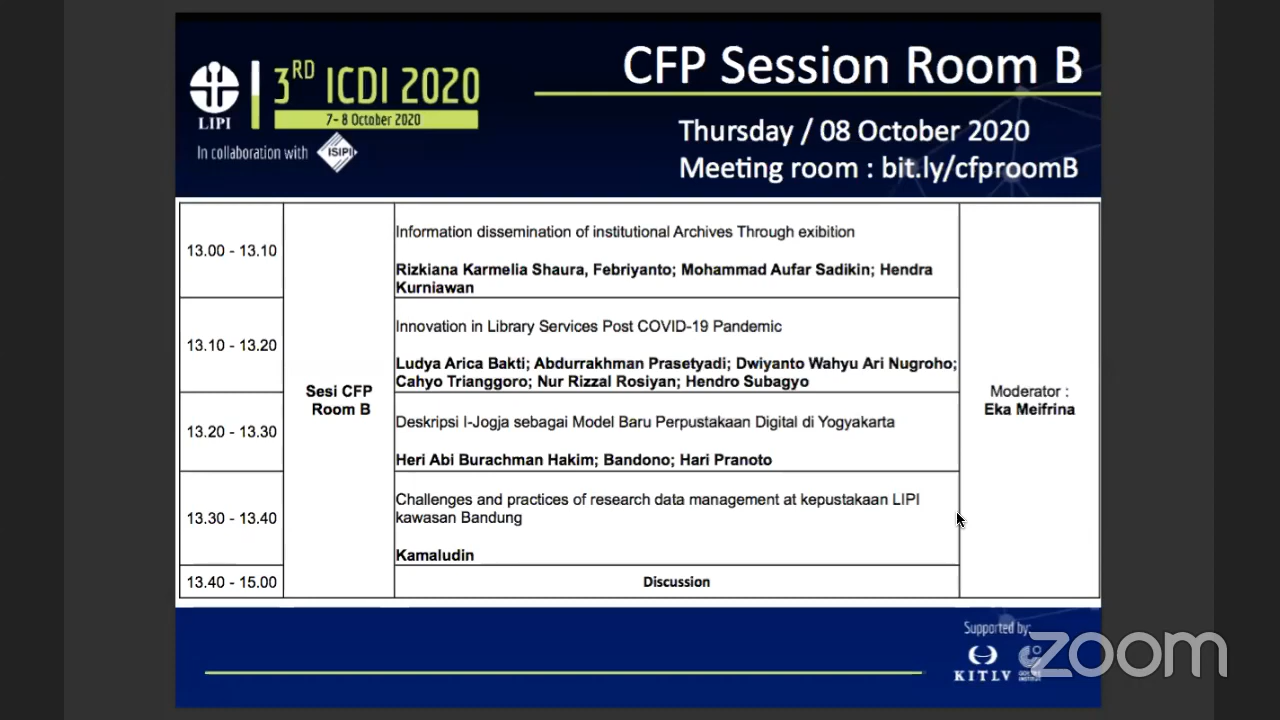 3RD ICDI 2020
7- 8 October 2020
LIPI
In collaboration with ISIPI
CFP Session Room B
Thursday / 08 October 2020
Meeting room : bit.ly/cfproomB
13.00 - 13.10
Information dissemination of institutional Archives Through exibition
Rizkiana Karmelia Shaura, Febriyanto; Mohammad Aufar Sadikin; Hendra
Kurniawan
13.10 - 13.20
Innovation in Library Services Post COVID-19 Pandemic
Ludya Arica Bakti; Abdurrakhman Prasetyadi; Dwiyanto Wahyu Ari Nugroho;
Cahyo Trianggoro; Nur Rizzal Rosiyan; Hendro Subagyo
Sesi CFP
Room B
Moderator :
Eka Meifrina
13.20 - 13.30
Deskripsi I-Jogja sebagai Model Baru Perpustakaan Digital di Yogyakarta
Heri Abi Burachman Hakim; Bandono; Hari Pranoto
13.30 - 13.40
Challenges and practices of research data management at kepustakaan LIPI
kawasan Bandung
Kamaludin
13.40 - 15.00
Discussion
Supported by:
KITLV
zoom